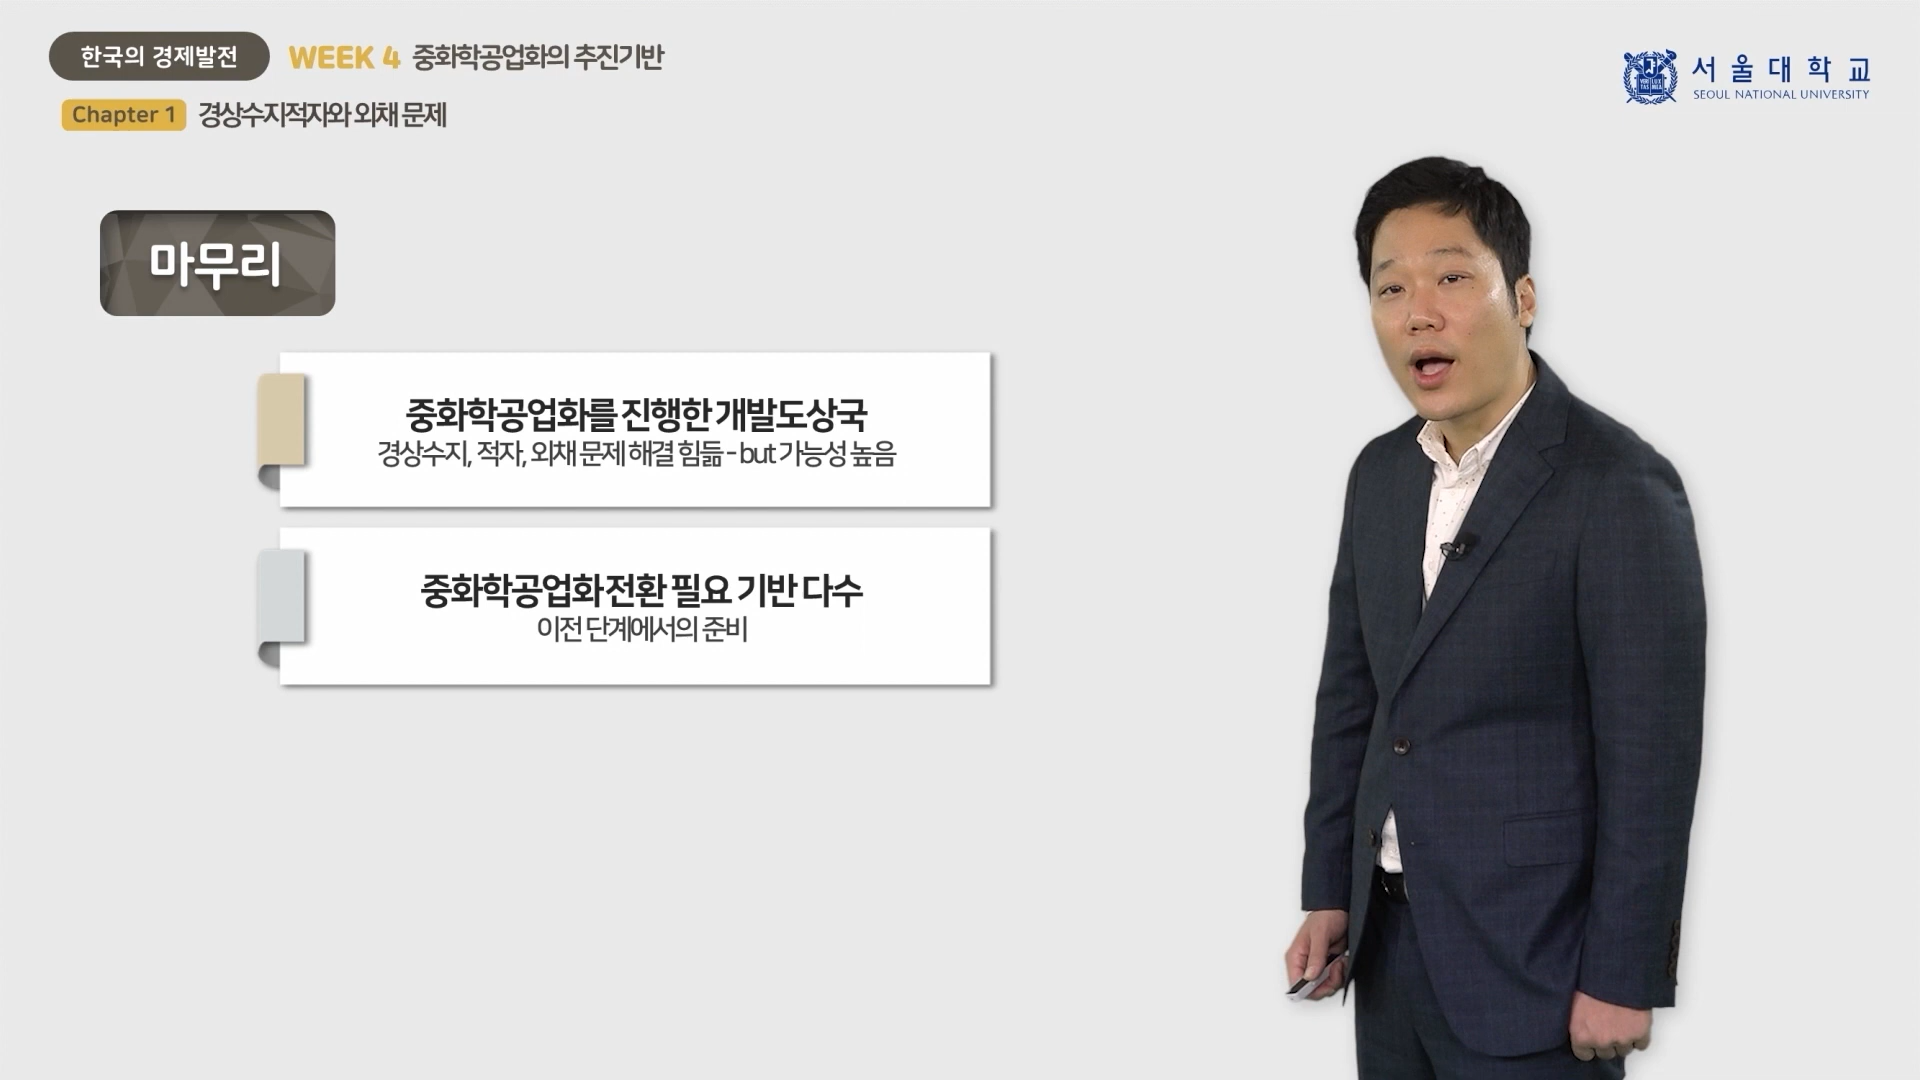 한국의 경제발전
WEEK 4 중화학공업화의 추진기반
Chapter 1 경상수지적자와 외채 문제
서울대학교
SEOUL NATIONAL UNIVERSITY
마무리
중화학공업화를 진행한 개발도상국
경상수지, 적자, 외채 문제 해결 힘듦 - but 가능성 높음
중화학공업화 전환 필요 기반 다수
이전 단계에서의 준비